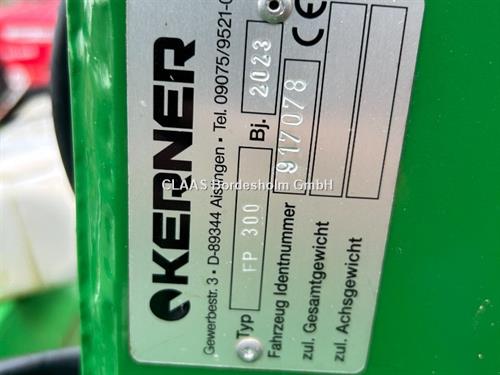 KERNER
Gewerbestr. 3 • D-89344 Aislingen • Tel. 09075/9521-0
Typ FP 300 Bj. 2023 CE
Fahrzeug Identnummer 917078
zul. Gesamtgewicht
zul. Achsgewicht
CLAAS Bordesholm GmbH